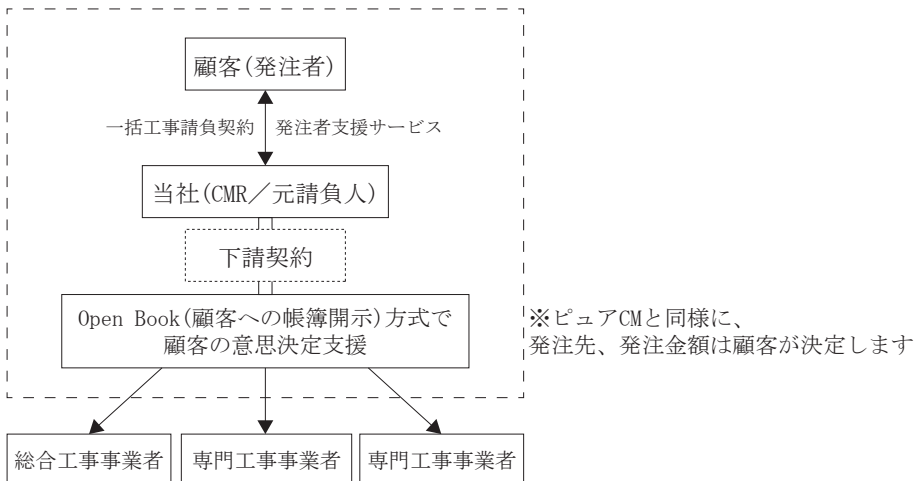 顧客(発注者)
一括工事請負契約 発注者支援サービス
当社(CMR／元請負人)
下請契約
Open Book(顧客への帳簿開示)方式で
顧客の意思決定支援
※ピュアCMと同様に、
発注先、発注金額は顧客が決定します
総合工事事業者 専門工事事業者 専門工事事業者